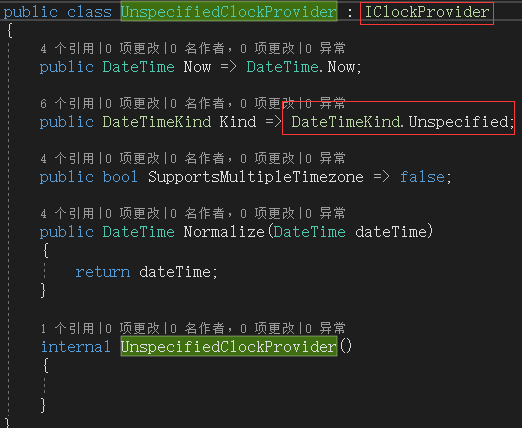 public class UnspecifiedClockProvider : IClockProvider
{
4 个引用|0 项更改|0 名作者，0 项更改|0 异常
public DateTime Now => DateTime.Now;
6 个引用|0 项更改|0 名作者，0 项更改|0 异常
public DateTimeKind Kind => DateTimeKind.Unspecified;
4 个引用|0 项更改|0 名作者，0 项更改|0 异常
public bool SupportsMultipleTimezone => false;
4 个引用|0 项更改|0 名作者，0 项更改|0 异常
public DateTime Normalize(DateTime dateTime)
{
return dateTime;
}
1 个引用|0 项更改|0 名作者，0 项更改|0 异常
internal UnspecifiedClockProvider()
{
}
}